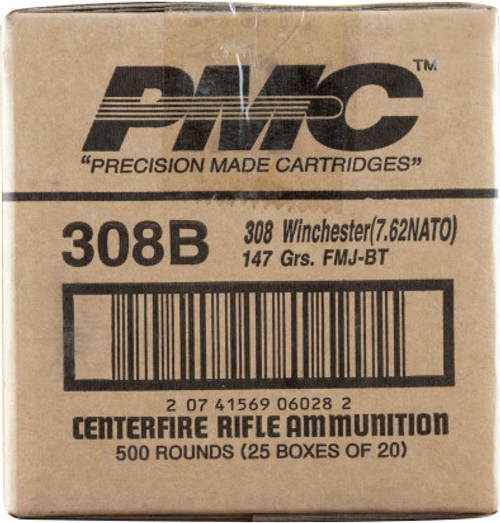 PMC™
"PRECISION MADE CARTRIDGES"
308B
308 Winchester(7.62NATO)
147 Grs. FMJ-BT
2 07 41569 06028 2
CENTERFIRE RIFLE AMMUNITION
500 ROUNDS (25 BOXES OF 20)